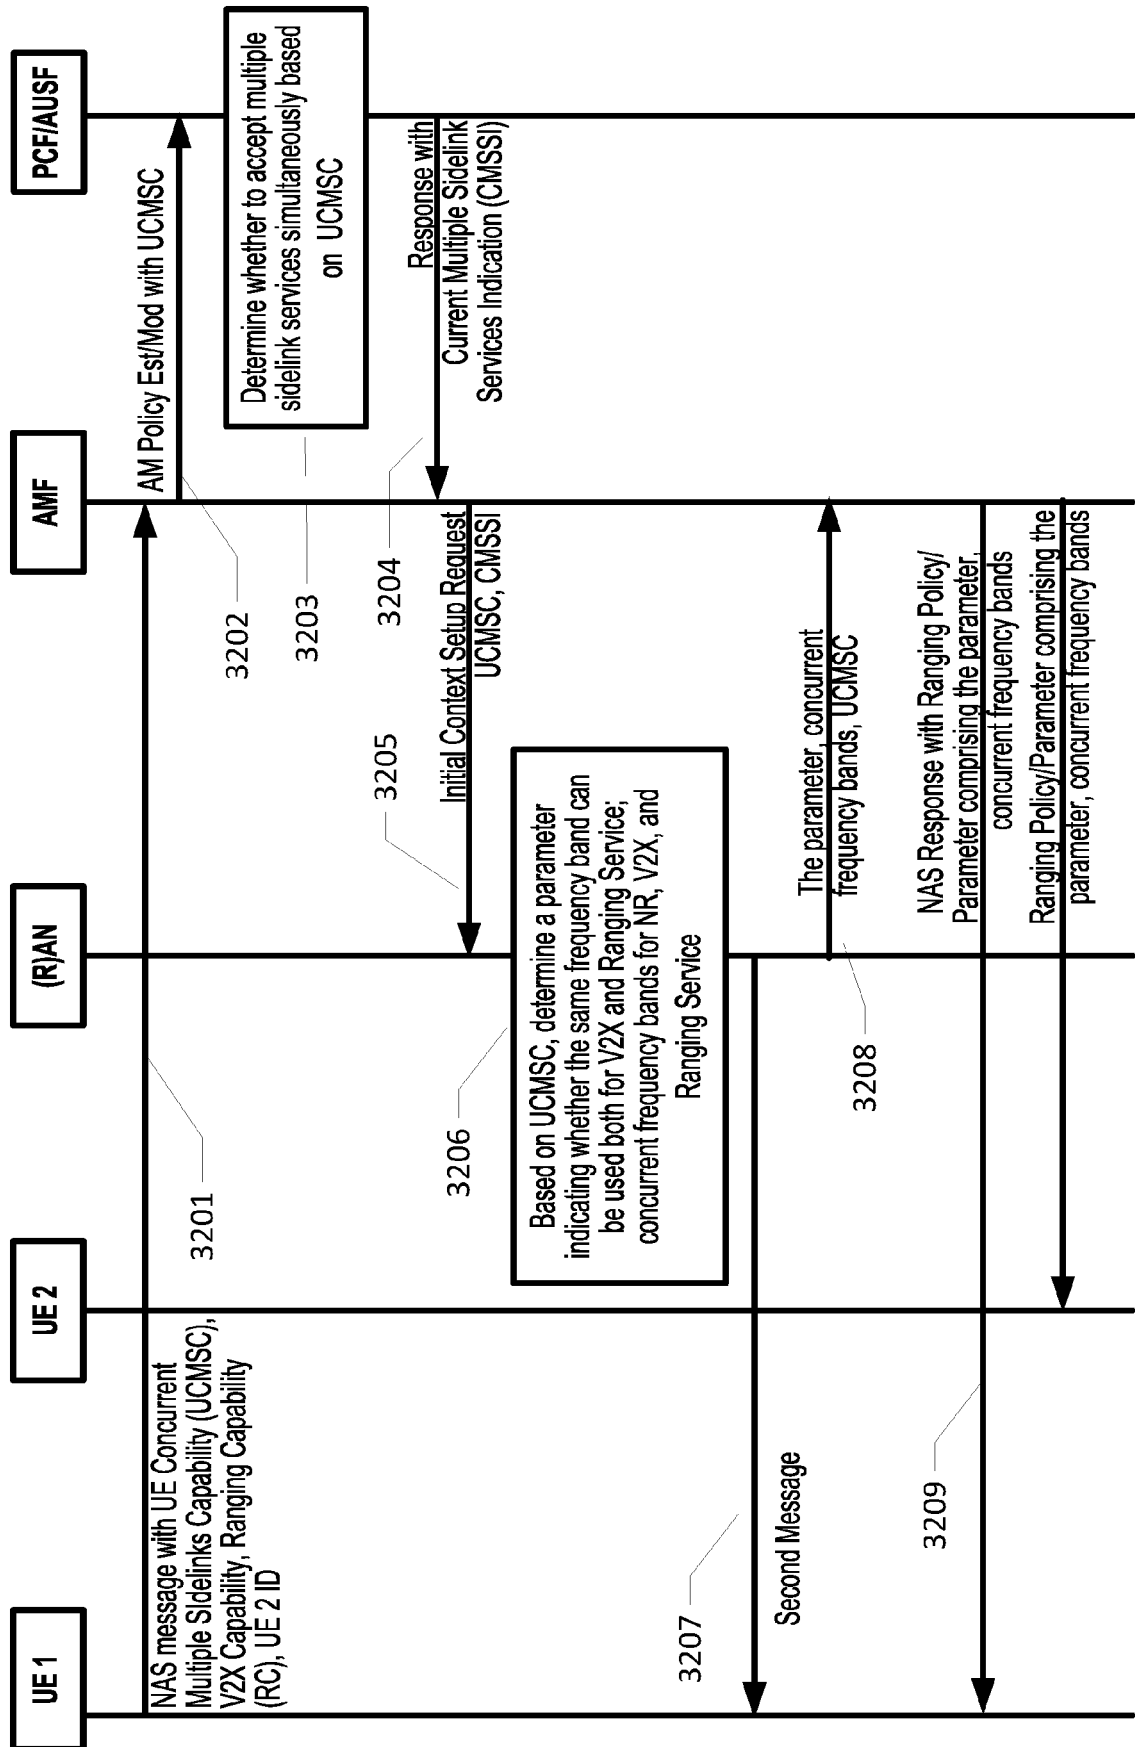 UE 1
UE 2
(R)AN
AMF
PCF/AUSF
NAS message with UE Concurrent
Multiple Sidelinks Capability (UCMSC),
V2X Capability, Ranging Capability
(RC), UE 2 ID
3201
AM Policy Est/Mod with UCMSC
3202
Determine whether to accept multiple
sidelink services simultaneously based
on UCMSC
3203
Response with
Current Multiple Sidelink
Services Indication (CMSSI)
3204
Initial Context Setup Request
UCMSC, CMSSI
3205
Based on UCMSC, determine a parameter
indicating whether the same frequency band can
be used both for V2X and Ranging Service;
concurrent frequency bands for NR, V2X, and
Ranging Service
3206
Second Message
3207
The parameter, concurrent
frequency bands, UCMSC
3208
NAS Response with Ranging Policy/
Parameter comprising the parameter,
concurrent frequency bands
3209
Ranging Policy/Parameter comprising the
parameter, concurrent frequency bands